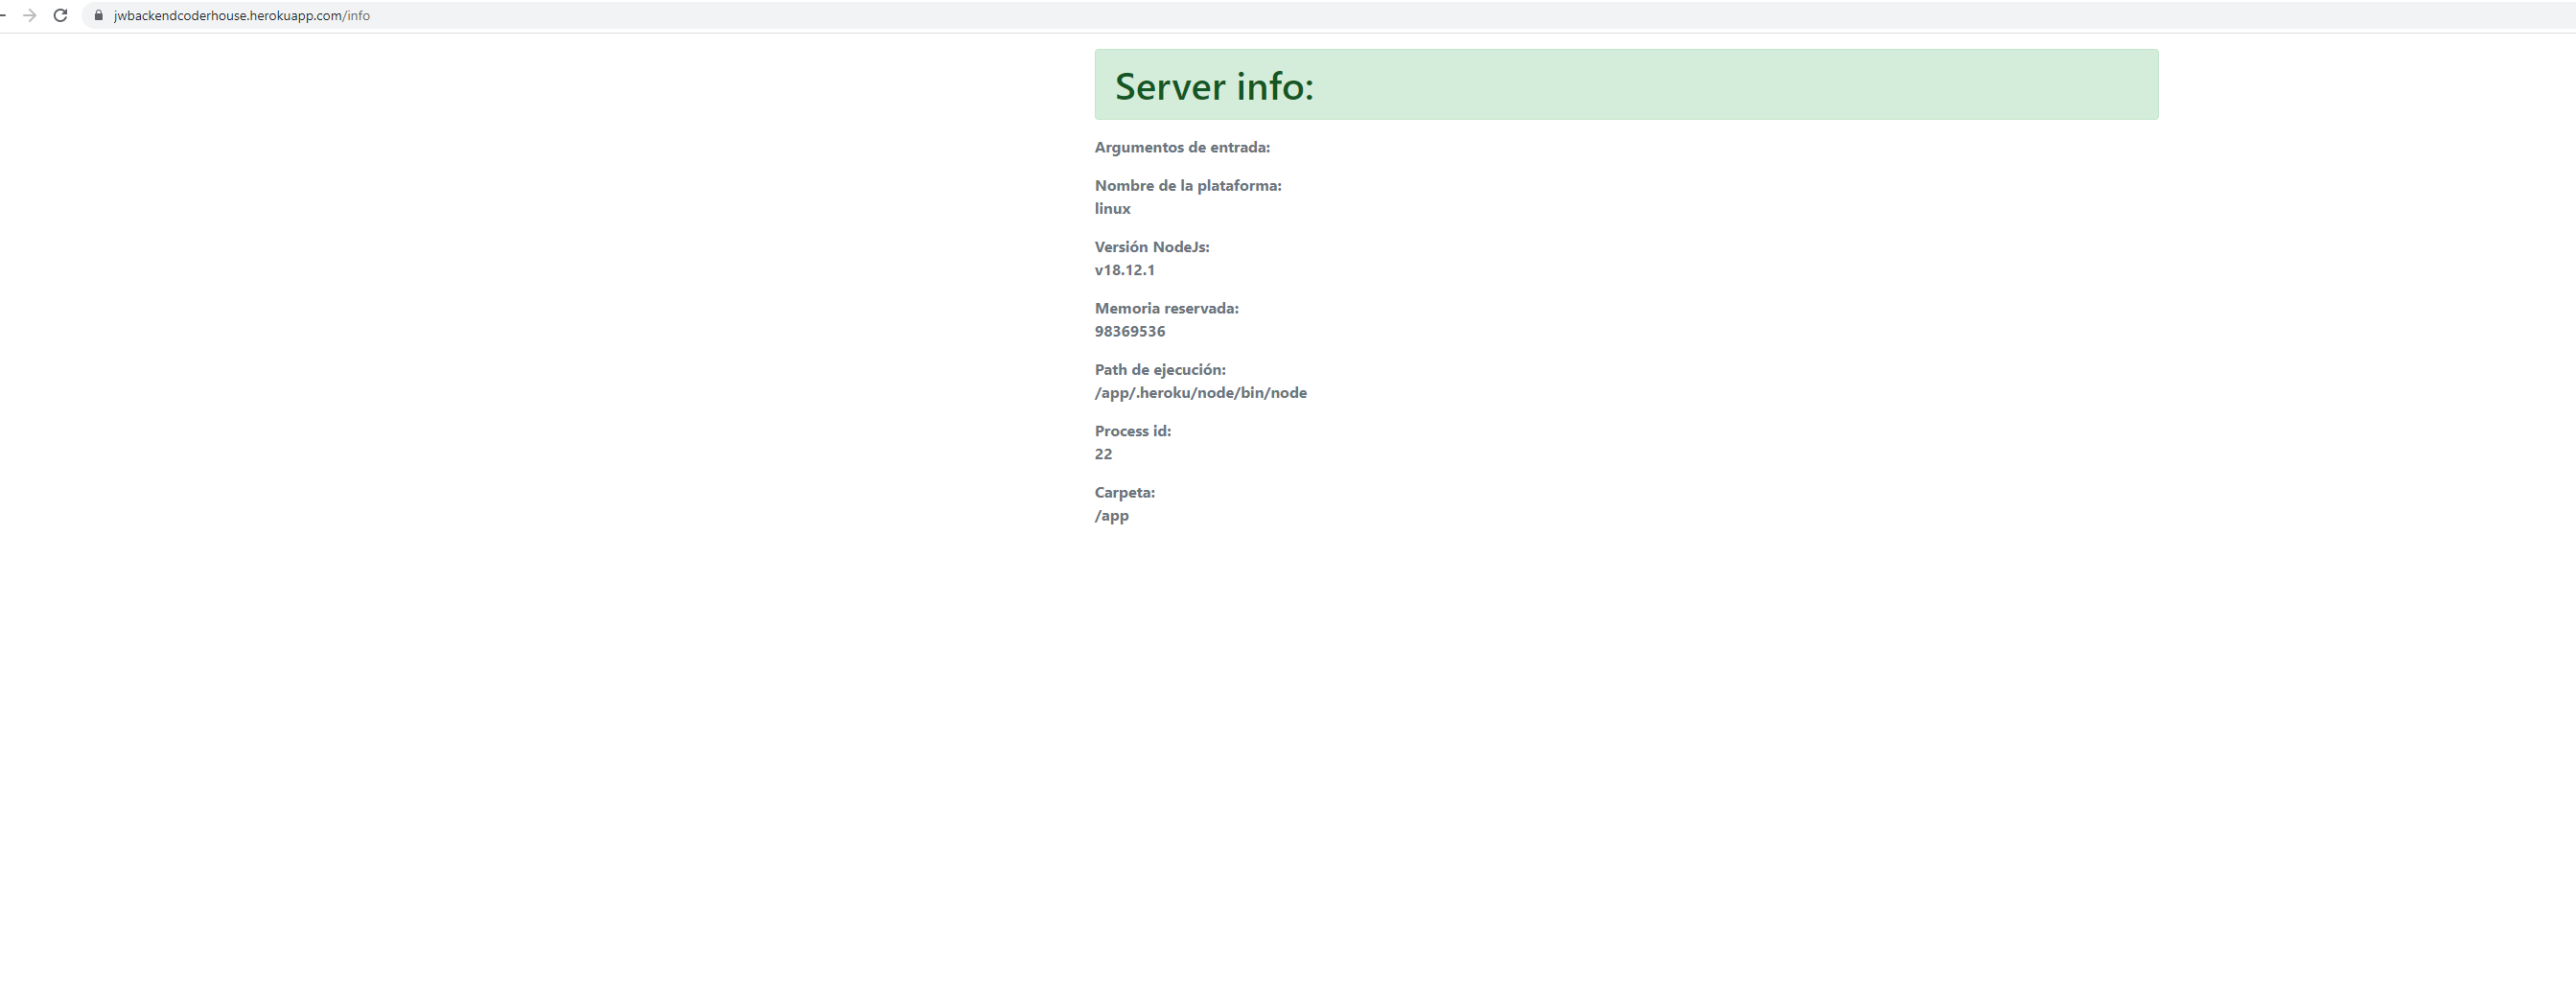 jwbackendcoderhouse.herokuapp.com/info
Server info:
Argumentos de entrada:
Nombre de la plataforma:
linux
Versión NodeJs:
v18.12.1
Memoria reservada:
98369536
Path de ejecución:
/app/.heroku/node/bin/node
Process id:
22
Carpeta:
/app